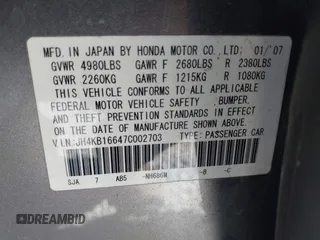 MFD. IN JAPAN BY HONDA MOTOR CO., LTD. 01/07
GVWR 4980LBS GAWR F 2680LBS R 2380LBS
GVWR 2260KG GAWR F 1215KG R 1080KG
THIS VEHICLE CONFORMS TO ALL APPLICABLE
FEDERAL MOTOR VEHICLE SAFETY, BUMPER,
AND THEFT PREVENTION STANDARDS IN EFFECT ON THE
DATE OF MANUFACTURE SHOWN ABOVE.
V.I.N: JH4KB16647C002703 TYPE: PASSENGER CAR
SJA 7 ABS -NH686M -B -C
BIDHISTORY